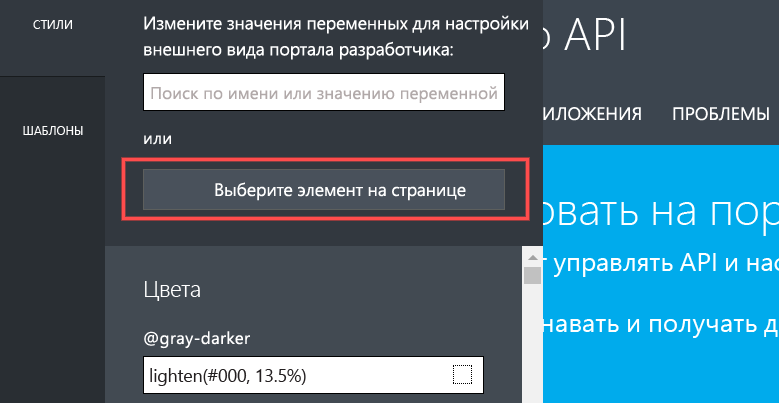 СТИЛИ
ШАБЛОНЫ
Измените значения переменных для настройки
внешнего вида портала разработчика:
Поиск по имени или значению переменной
или
Выберите элемент на странице
Цвета
@gray-darker
lighten(#000, 13.5%)
API
ИЛОЖЕНИЯ ПРОБЛЕМЫ
овать на пор
управлять API и нас
навать и получать д